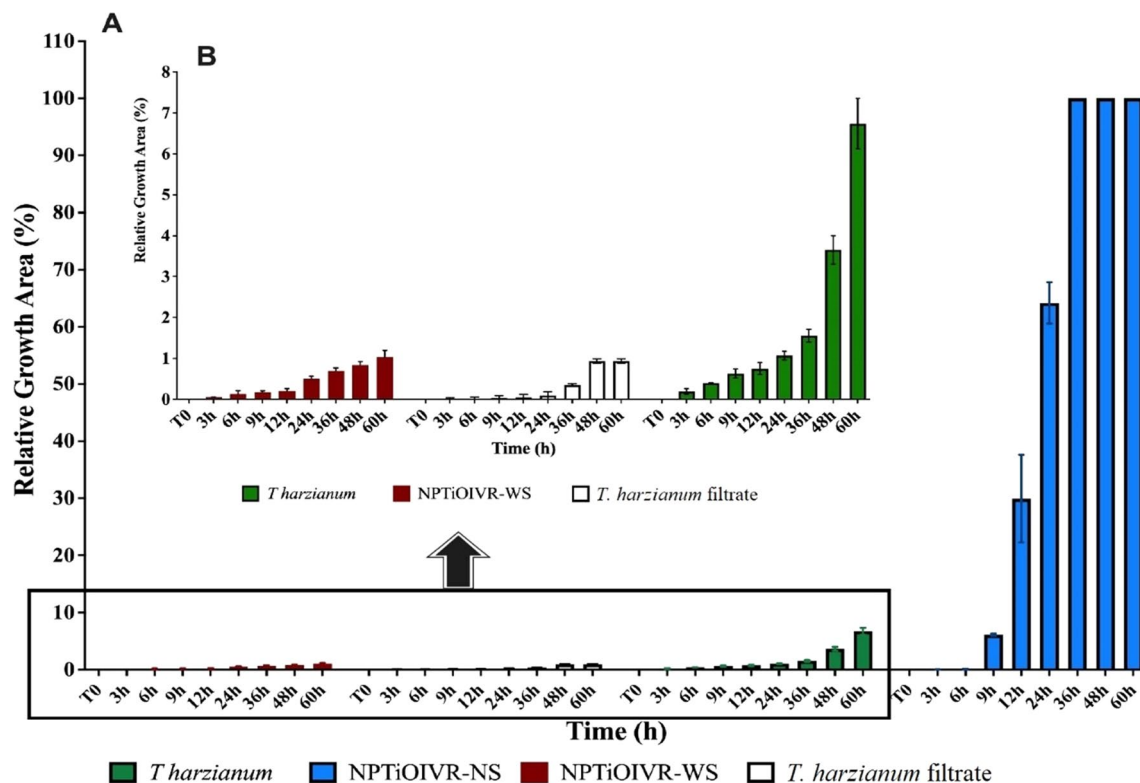 A
B
Relative Growth Area (%)
110
100
90
80
70
60
50
40
30
20
10
0
Relative Growth Area (%)
8
7
6
5
4
3
2
1
0
T0 3h 6h 9h 12h 24h 36h 48h 60h T0 3h 6h 9h 12h 24h 36h 48h 60h T0 3h 6h 9h 12h 24h 36h 48h 60h
Time (h)
T harzianum NPTiOIVR-WS T. harzianum filtrate
T0 3h 6h 9h 12h 24h 36h 48h 60h T0 3h 6h 9h 12h 24h 36h 48h 60h T0 3h 6h 9h 12h 24h 36h 48h 60h T0 3h 6h 9h 12h 24h 36h 48h 60h
Time (h)
T harzianum NPTiOIVR-NS NPTiOIVR-WS T. harzianum filtrate